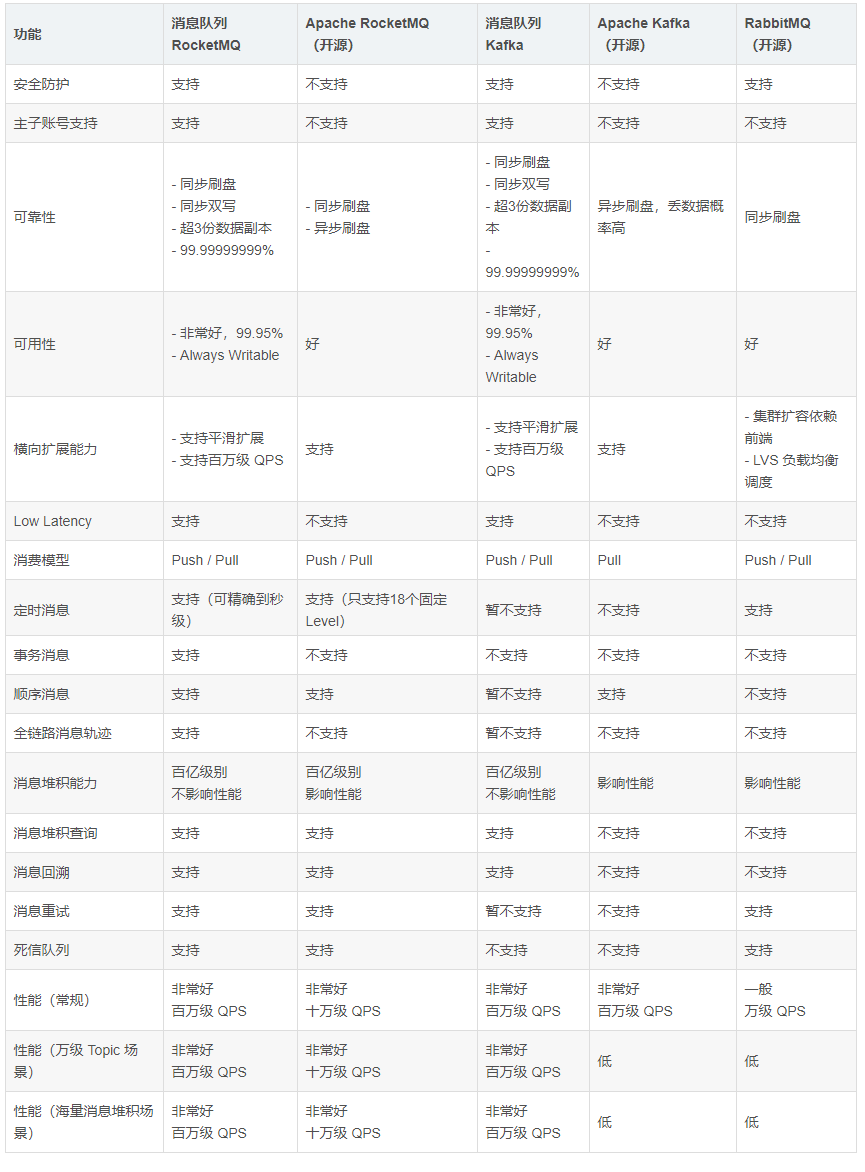 功能
消息队列
RocketMQ
Apache RocketMQ
（开源）
消息队列
Kafka
Apache Kafka
（开源）
RabbitMQ
（开源）
安全防护
支持
不支持
支持
不支持
支持
主子账号支持
支持
不支持
支持
不支持
不支持
可靠性
- 同步刷盘
- 同步双写
- 超3份数据副本
- 99.99999999%
- 同步刷盘
- 异步刷盘
- 同步刷盘
- 同步双写
- 超3份数据副
本
-
99.99999999%
异步刷盘，丢数据概
率高
同步刷盘
可用性
- 非常好，99.95%
- Always Writable
好
- 非常好，
99.95%
- Always
Writable
好
好
横向扩展能力
- 支持平滑扩展
- 支持百万级 QPS
支持
- 支持平滑扩展
- 支持百万级
QPS
支持
- 集群扩容依赖
前端
- LVS 负载均衡
调度
Low Latency
支持
不支持
支持
不支持
不支持
消费模型
Push / Pull
Push / Pull
Push / Pull
Pull
Push / Pull
定时消息
支持（可精确到秒
级）
支持（只支持18个固定
Level）
暂不支持
不支持
支持
事务消息
支持
不支持
不支持
不支持
不支持
顺序消息
支持
支持
暂不支持
支持
不支持
全链路消息轨迹
支持
不支持
暂不支持
不支持
不支持
消息堆积能力
百亿级别
不影响性能
百亿级别
影响性能
百亿级别
不影响性能
影响性能
影响性能
消息堆积查询
支持
支持
支持
不支持
不支持
消息回溯
支持
支持
支持
不支持
不支持
消息重试
支持
支持
暂不支持
不支持
支持
死信队列
支持
支持
不支持
不支持
支持
性能（常规）
非常好
百万级 QPS
非常好
十万级 QPS
非常好
百万级 QPS
非常好
百万级 QPS
一般
万级 QPS
性能（万级 Topic 场
景）
非常好
百万级 QPS
非常好
十万级 QPS
非常好
百万级 QPS
低
低
性能（海量消息堆积场
景）
非常好
百万级 QPS
非常好
十万级 QPS
非常好
百万级 QPS
低
低